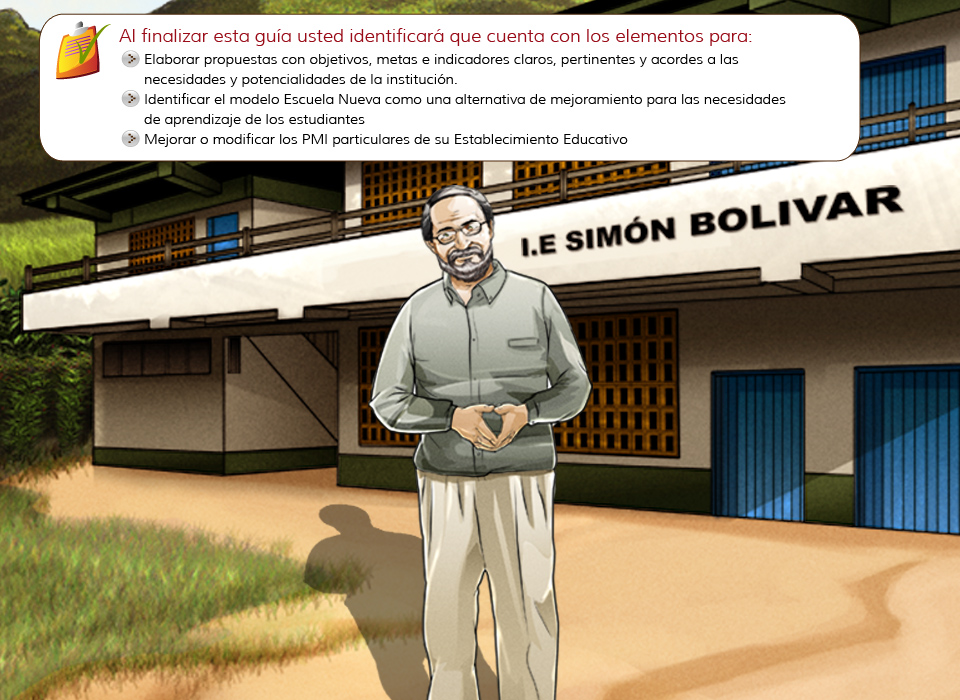 Al finalizar esta guía usted identificará que cuenta con los elementos para:
Elaborar propuestas con objetivos, metas e indicadores claros, pertinentes y acordes a las
necesidades y potencialidades de la institución.
Identificar el modelo Escuela Nueva como una alternativa de mejoramiento para las necesidades
de aprendizaje de los estudiantes
Mejorar o modificar los PMI particulares de su Establecimiento Educativo
I.E SIMÓN BOLIVAR